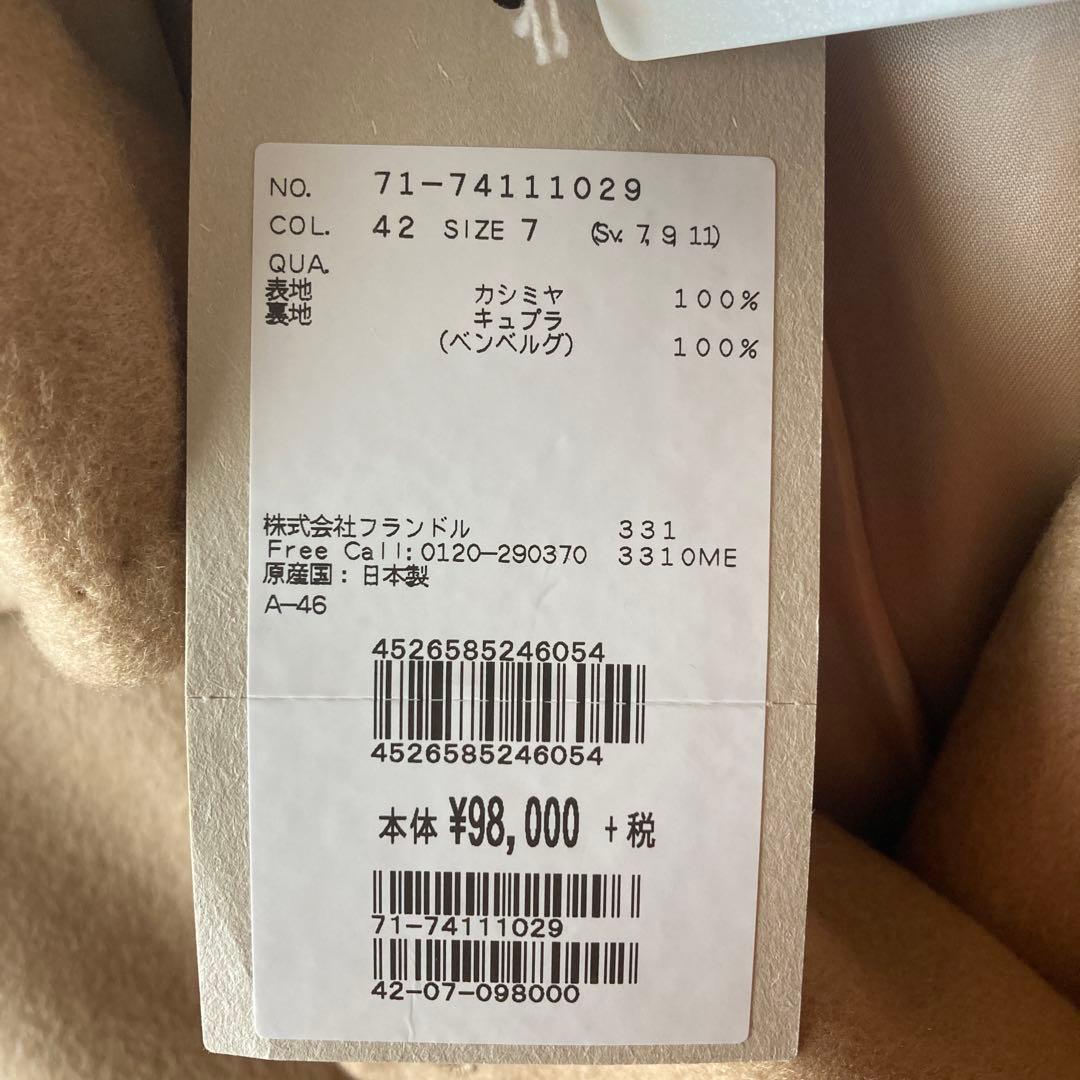 NO. 71-74111029
COL. 42 SIZE 7 (Sv. 7, 9, 11)
QUA.
表地 カシミヤ 100%
裏地 キュプラ
(ベンベルグ) 100%
株式会社フランドル 331
Free Call:0120-290370 3310ME
原産国:日本製
A-46
4526585246054
4526585246054
本体 ¥98,000 +税
71-74111029
42-07-098000